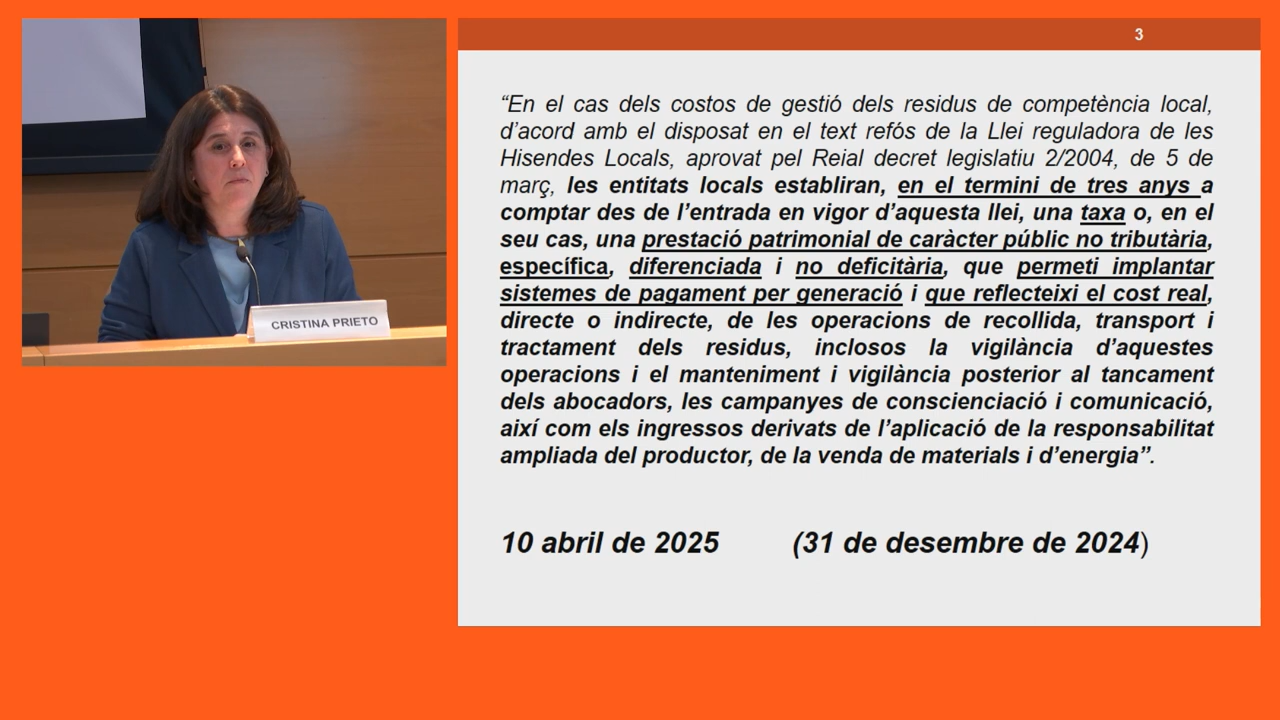 CRISTINA PRIETO
3
“En el cas dels costos de gestió dels residus de competència local,
d’acord amb el disposat en el text refós de la Llei reguladora de les
Hisendes Locals, aprovat pel Reial decret legislatiu 2/2004, de 5 de
març, les entitats locals establiran, en el termini de tres anys a
comptar des de l’entrada en vigor d’aquesta llei, una taxa o, en el
seu cas, una prestació patrimonial de caràcter públic no tributària,
específica, diferenciada i no deficitària, que permeti implantar
sistemes de pagament per generació i que reflecteixi el cost real,
directe o indirecte, de les operacions de recollida, transport i
tractament dels residus, inclosos la vigilància d’aquestes
operacions i el manteniment i vigilància posterior al tancament
dels abocadors, les campanyes de conscienciació i comunicació,
així com els ingressos derivats de l’aplicació de la responsabilitat
ampliada del productor, de la venda de materials i d’energia”.
10 abril de 2025 (31 de desembre de 2024)